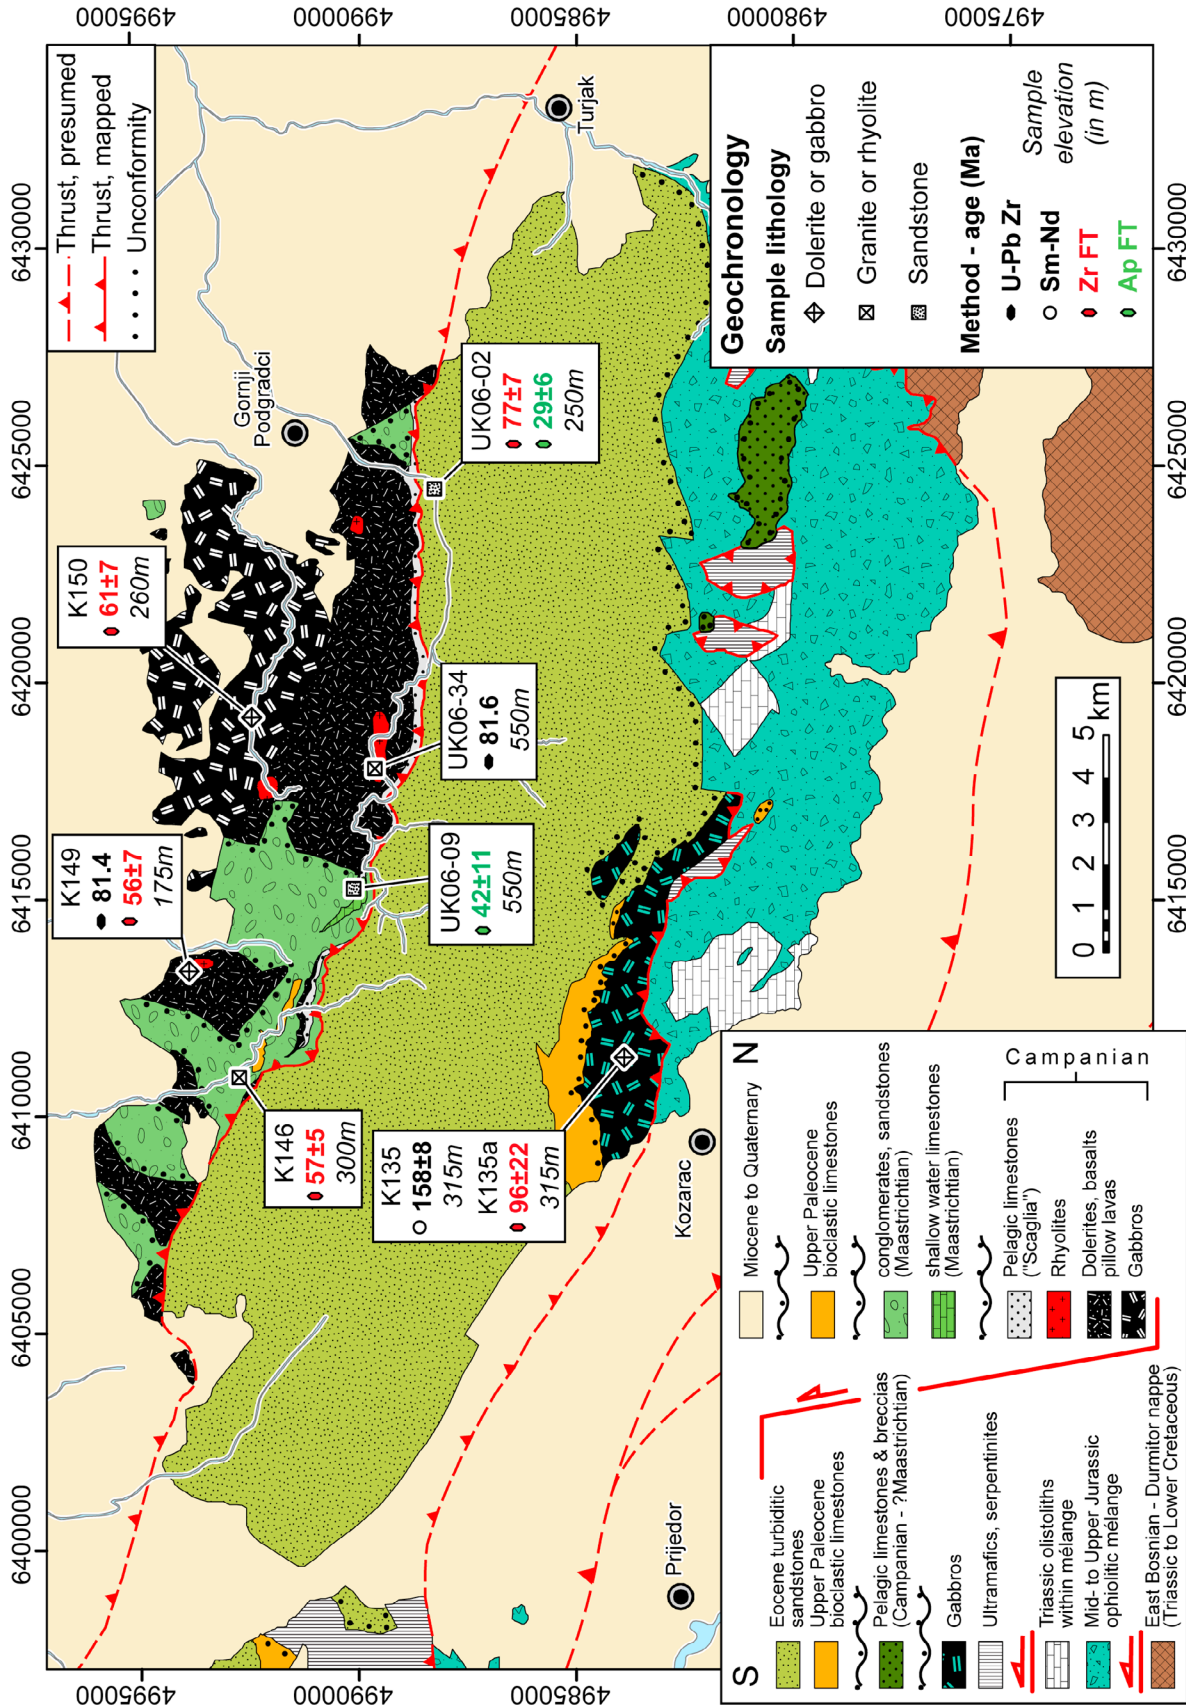 6400000
6405000
6410000
6415000
6420000
6425000
6430000
4995000
4990000
4985000
4995000
4990000
4985000
4980000
4975000
Thrust, presumed
Thrust, mapped
Unconformity
K149
81.4
56±7
175m
K150
61±7
260m
Gornji
Podgradci
Turjak
K146
57±5
300m
UK06-09
42±11
550m
UK06-34
81.6
550m
UK06-02
77±7
29±6
250m
K135
158±8
315m
K135a
96±22
315m
Prijedor
Kozarac
Geochronology
Sample lithology
Dolerite or gabbro
Granite or rhyolite
Sandstone
Method - age (Ma)
U-Pb Zr
Sm-Nd
Zr FT
Ap FT
Sample
elevation
(in m)
0 1 2 3 4 5
km
S
N
Eocene turbiditic
sandstones
Upper Paleocene
bioclastic limestones
Pelagic limestones & breccias
(Campanian - ?Maastrichtian)
Gabbros
Ultramafics, serpentinites
Triassic olistoliths
within mélange
Mid- to Upper Jurassic
ophiolitic mélange
East Bosnian - Durmitor nappe
(Triassic to Lower Cretaceous)
Miocene to Quaternary
Upper Paleocene
bioclastic limestones
conglomerates, sandstones
(Maastrichtian)
shallow water limestones
(Maastrichtian)
Pelagic limestones
("Scaglia")
Rhyolites
Dolerites, basalts
pillow lavas
Gabbros
Campanian
6415000
6420000
6425000
6430000